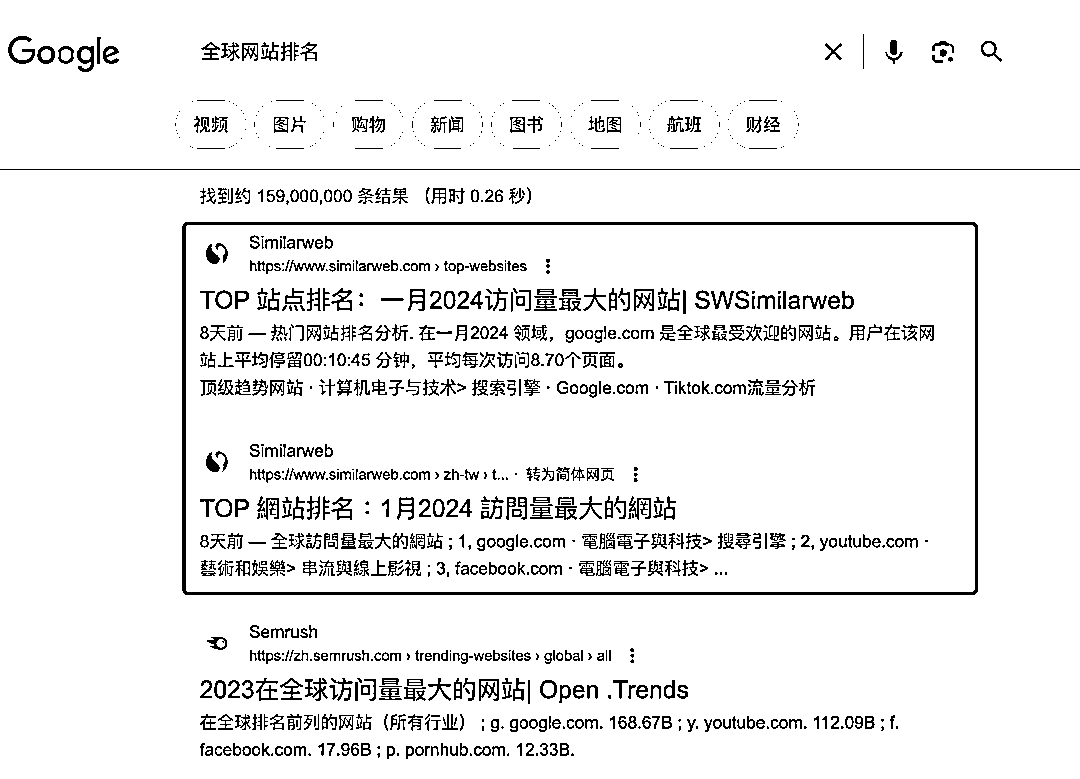 Google
全球网站排名
视频 图片 购物 新闻 图书 地图 航班 财经
找到约 159,000,000 条结果 （用时 0.26 秒）
Similarweb
https://www.similarweb.com › top-websites
TOP 站点排名：一月2024访问量最大的网站| SWSimilarweb
8天前 — 热门网站排名分析. 在一月2024 领域，google.com 是全球最受欢迎的网站。用户在该网
站上平均停留00:10:45 分钟，平均每次访问8.70个页面。
顶级趋势网站 · 计算机电子与技术> 搜索引擎 · Google.com · Tiktok.com流量分析
Similarweb
https://www.similarweb.com › zh-tw › t... · 转为简体网页
TOP 網站排名：1月2024 訪問量最大的網站
8天前 — 全球訪問量最大的網站 ; 1, google.com · 電腦電子與科技> 搜尋引擎 ; 2, youtube.com ·
藝術和娛樂> 串流與線上影視 ; 3, facebook.com · 電腦電子與科技> ...
Semrush
https://zh.semrush.com › trending-websites › global › all
2023在全球访问量最大的网站| Open .Trends
在全球排名前列的网站（所有行业） ; g. google.com. 168.67B ; y. youtube.com. 112.09B ; f.
facebook.com. 17.96B ; p. pornhub.com. 12.33B.